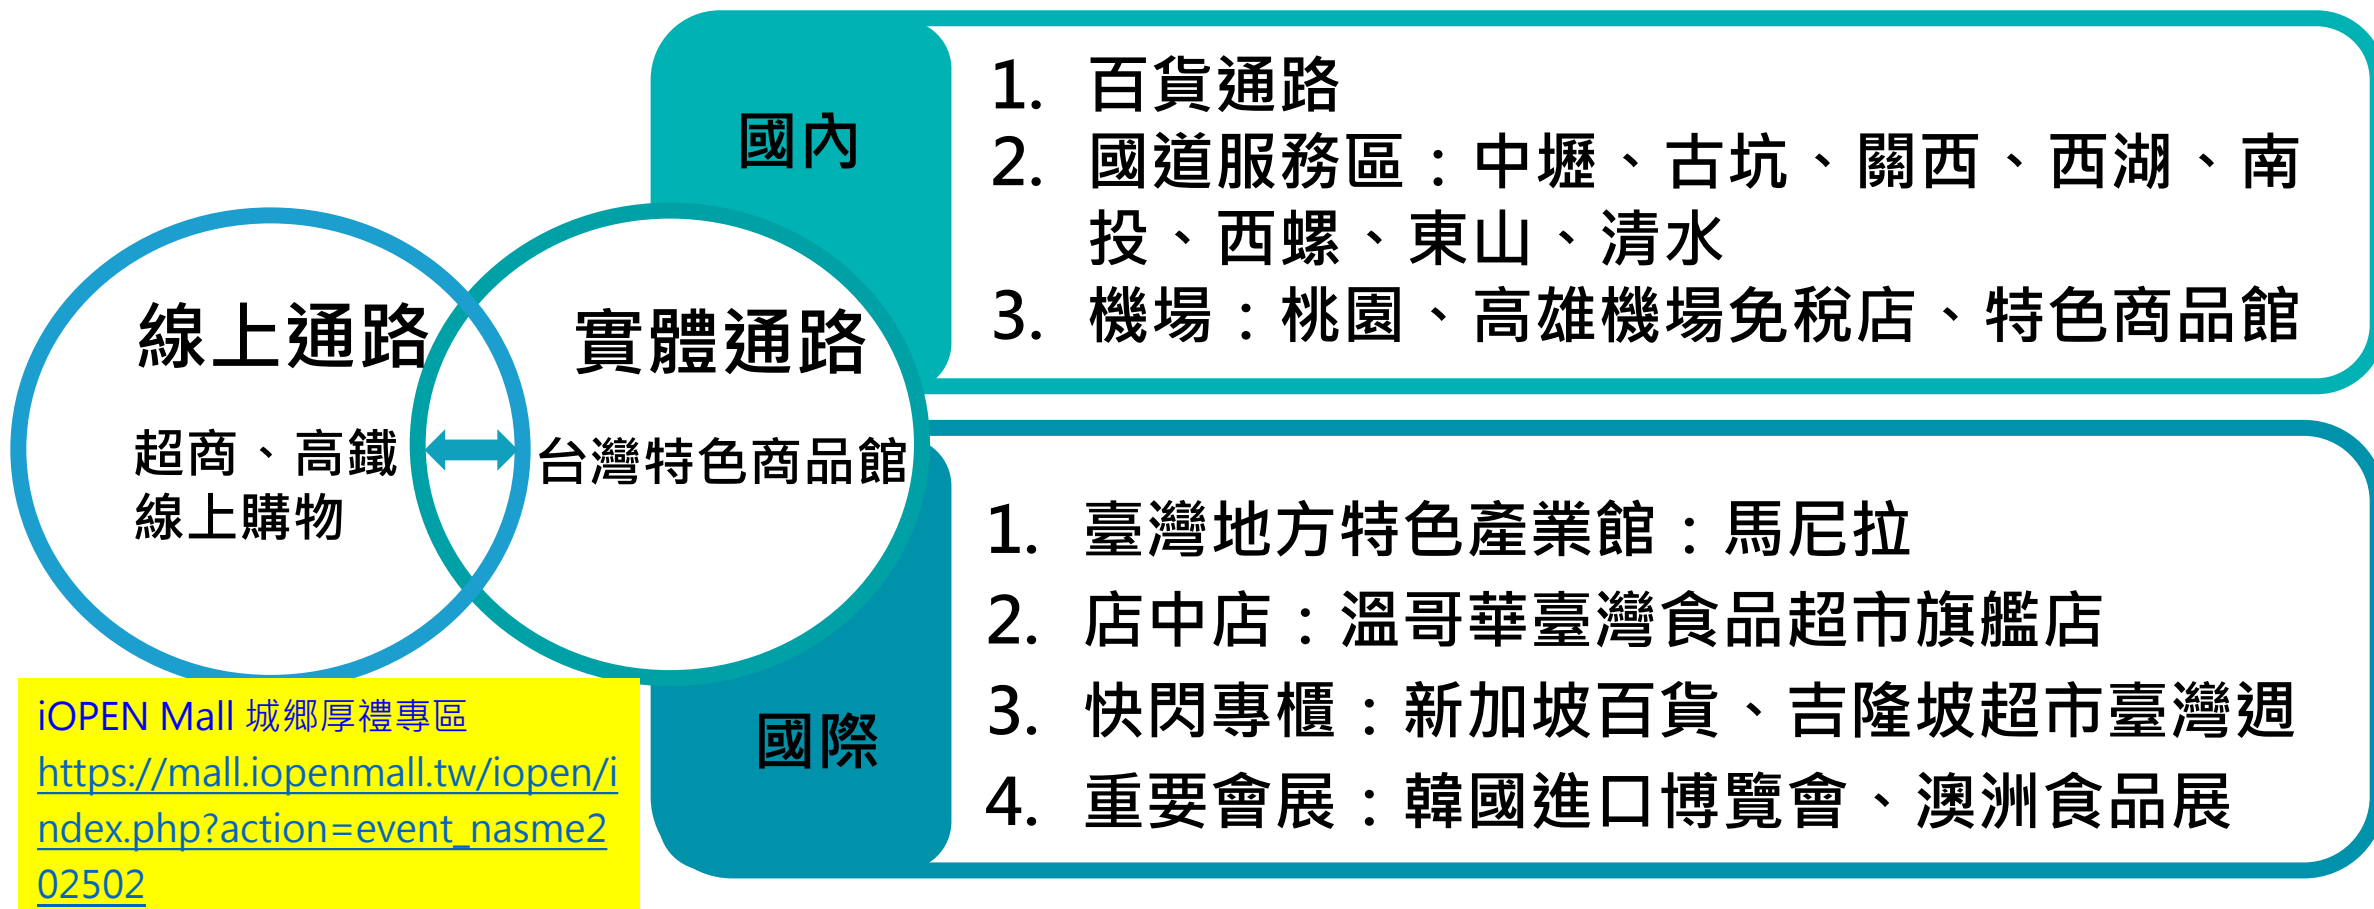 線上通路
超商、高鐵
線上購物
實體通路
台灣特色商品館
iOPEN Mall 城鄉厚禮專區
https://mall.iopenmall.tw/iopen/i
ndex.php?action=event_nasme2
02502
國內
1. 百貨通路
2. 國道服務區：中壢、古坑、關西、西湖、南
投、西螺、東山、清水
3. 機場：桃園、高雄機場免稅店、特色商品館
國際
1. 臺灣地方特色產業館：馬尼拉
2. 店中店：溫哥華臺灣食品超市旗艦店
3. 快閃專櫃：新加坡百貨、吉隆坡超市臺灣週
4. 重要會展：韓國進口博覽會、澳洲食品展